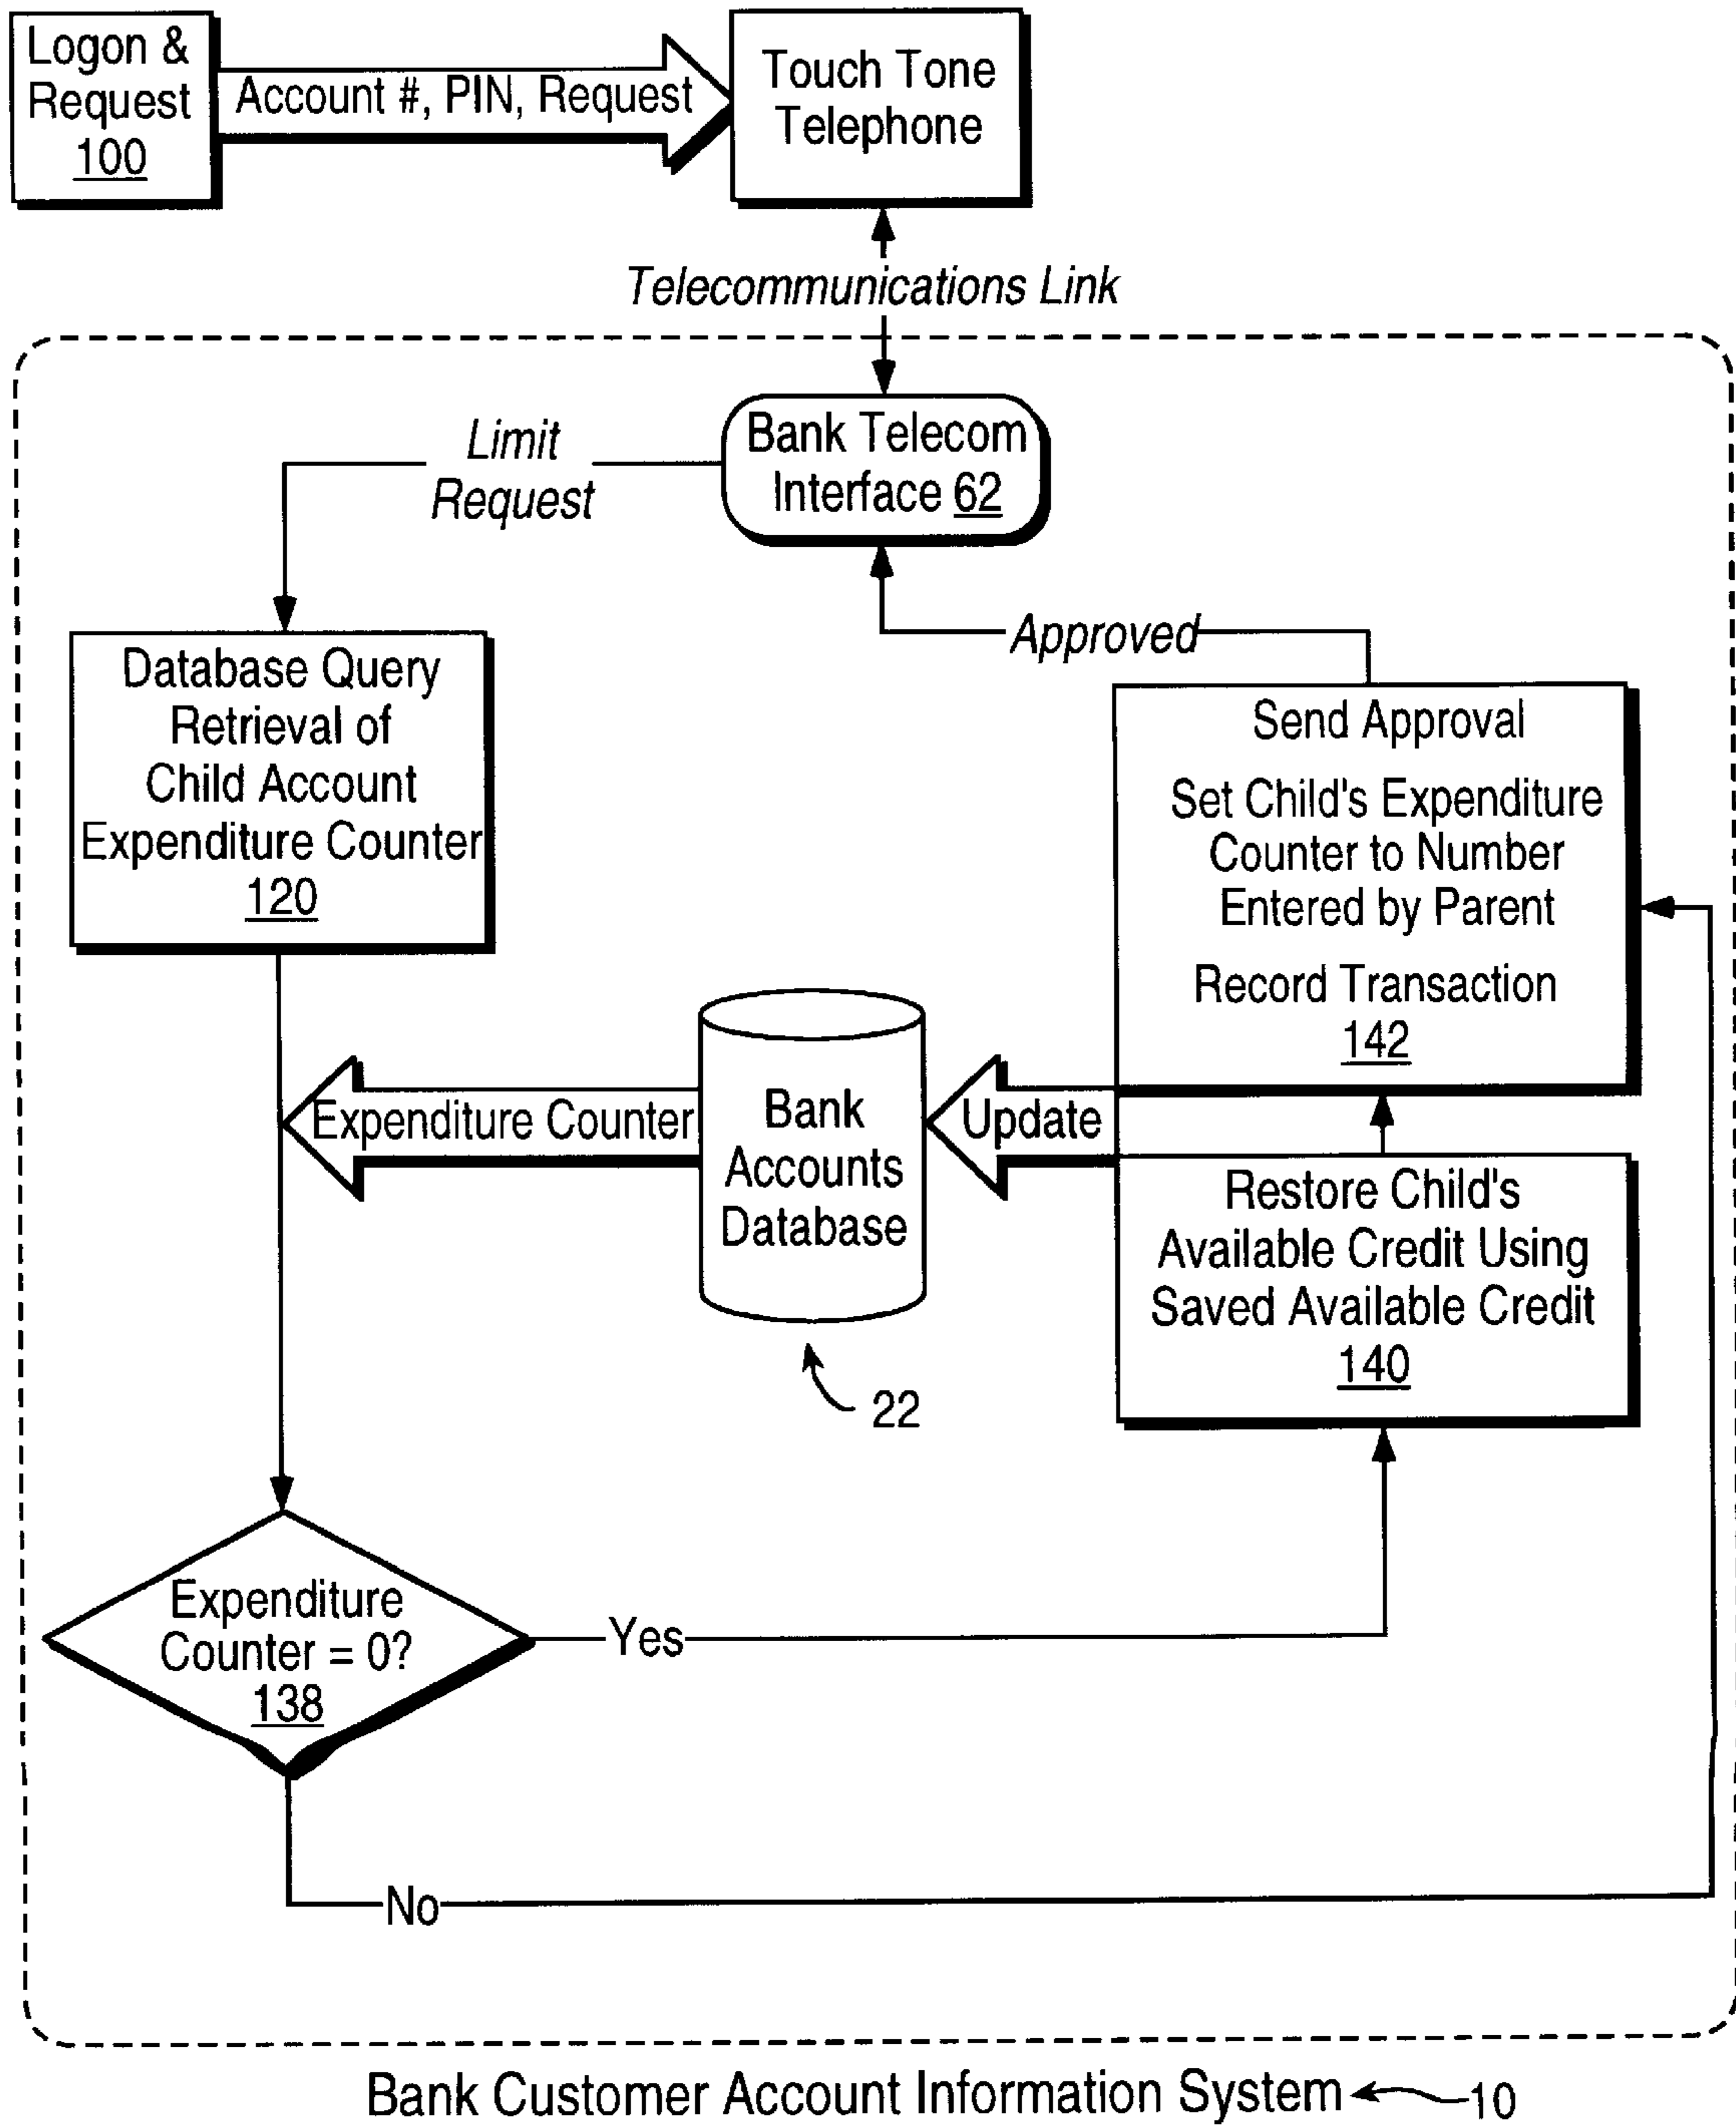 Logon &
Request
100
Account #, PIN, Request
Touch Tone
Telephone
Telecommunications Link
Bank Telecom
Interface 62
Limit
Request
Approved
Database Query
Retrieval of
Child Account
Expenditure Counter
120
Send Approval
Set Child's Expenditure
Counter to Number
Entered by Parent
Record Transaction
142
Expenditure Counter
Bank
Accounts
Database
Update
22
Restore Child's
Available Credit Using
Saved Available Credit
140
Expenditure
Counter = 0?
138
Yes
No
Bank Customer Account Information System
10